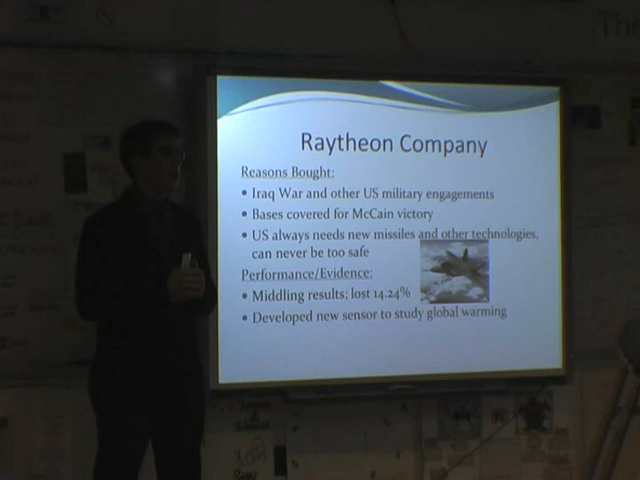 Raytheon Company
Reasons Bought:
• Iraq War and other US military engagements
• Bases covered for McCain victory
• US always needs new missiles and other technologies,
can never be too safe
Performance/Evidence:
• Middling results; lost 14.24%
• Developed new sensor to study global warming